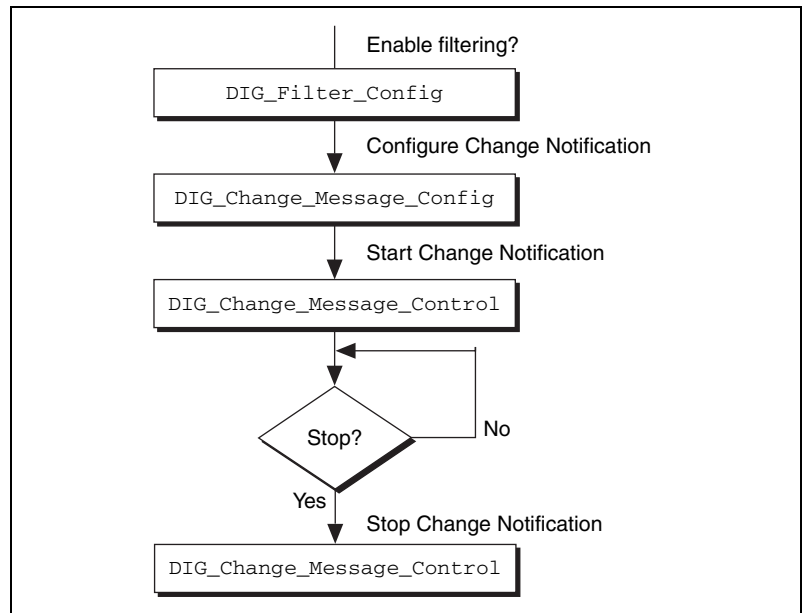 Enable filtering?
DIG_Filter_Config
Configure Change Notification
DIG_Change_Message_Config
Start Change Notification
DIG_Change_Message_Control
Stop?
No
Yes
Stop Change Notification
DIG_Change_Message_Control